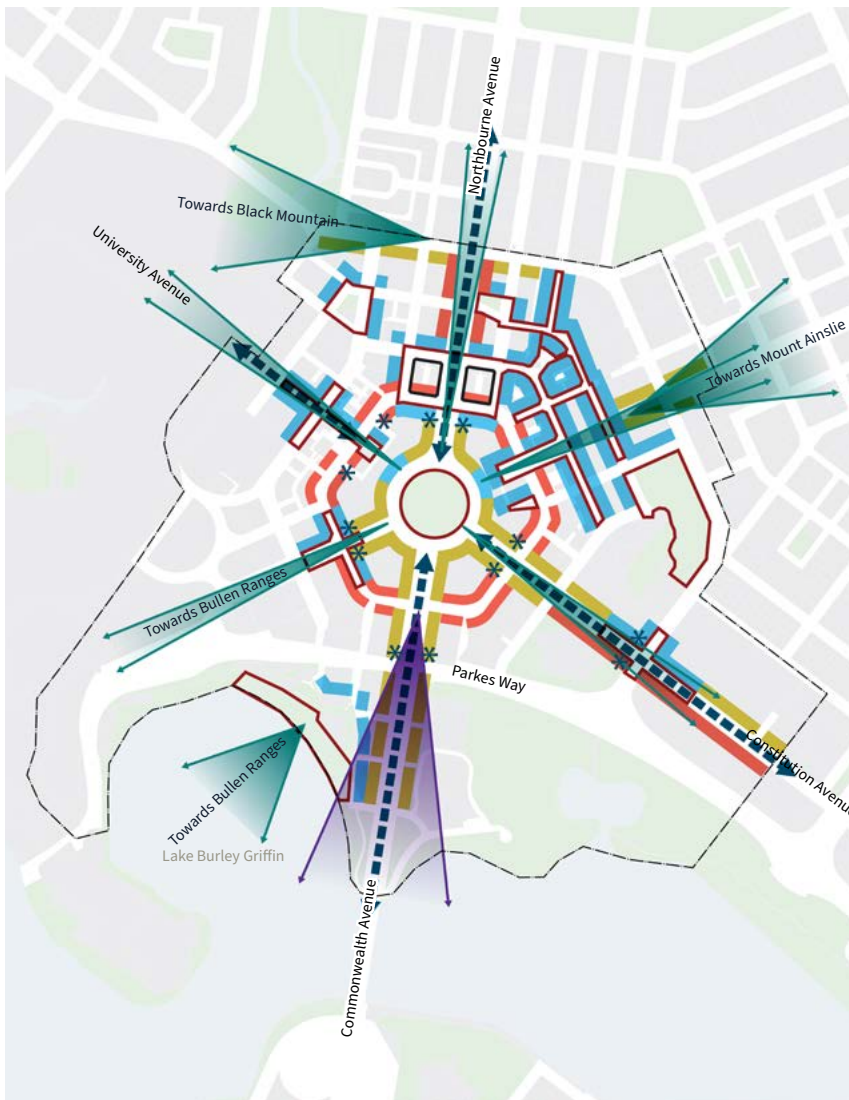 Northbourne Avenue
Towards Black Mountain
University Avenue
Towards Mount Ainslie
Towards Bullen Ranges
Parkes Way
Constitution Avenue
Towards Bullen Ranges
Lake Burley Griffin
Commonwealth Avenue